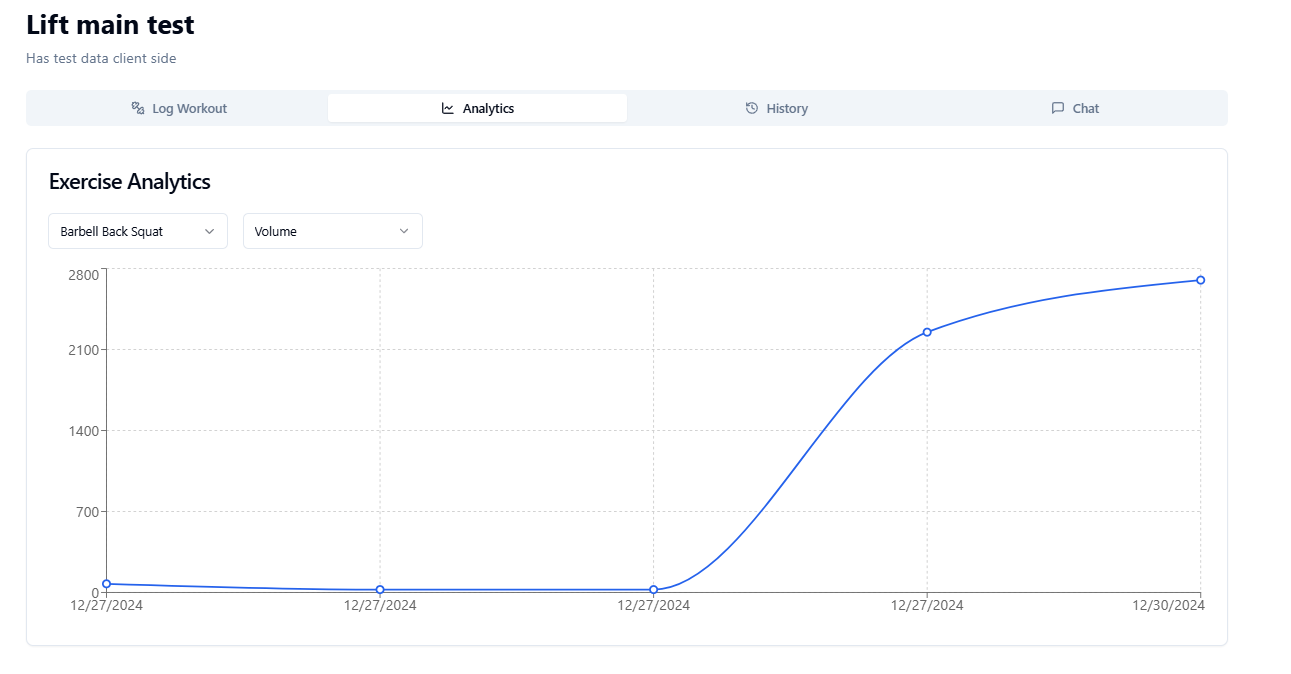 Lift main test
Has test data client side
Log Workout
Analytics
History
Chat
Exercise Analytics
Barbell Back Squat
Volume
2800
2100
1400
700
0
12/27/2024
12/27/2024
12/27/2024
12/27/2024
12/30/2024